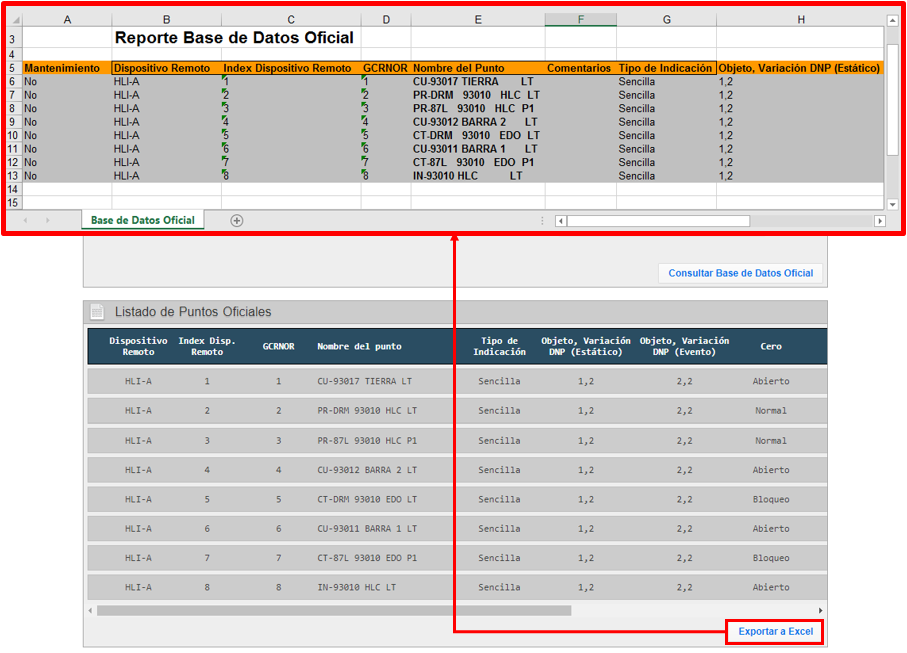 A B C D E F G H
3 Reporte Base de Datos Oficial
4
5 Mantenimiento Dispositivo Remoto Index Dispositivo Remoto GCRNOR Nombre del Punto Comentarios Tipo de Indicación Objeto, Variación DNP (Estático)
6 No HLI-A 1 1 CU-93017 TIERRA LT Sencilla 1,2
7 No HLI-A 2 2 PR-DRM 93010 HLC LT Sencilla 1,2
8 No HLI-A 3 3 PR-87L 93010 HLC P1 Sencilla 1,2
9 No HLI-A 4 4 CU-93012 BARRA 2 LT Sencilla 1,2
10 No HLI-A 5 5 CT-DRM 93010 EDO LT Sencilla 1,2
11 No HLI-A 6 6 CU-93011 BARRA 1 LT Sencilla 1,2
12 No HLI-A 7 7 CT-87L 93010 EDO P1 Sencilla 1,2
13 No HLI-A 8 8 IN-93010 HLC LT Sencilla 1,2
14
15
Base de Datos Oficial
Consultar Base de Datos Oficial
Listado de Puntos Oficiales
Dispositivo Index Disp. GCRNOR Nombre del punto Tipo de Objeto, Variación Objeto, Variación Cero
Remoto Remoto Indicación DNP (Estático) DNP (Evento)
HLI-A 1 1 CU-93017 TIERRA LT Sencilla 1,2 2,2 Abierto
HLI-A 2 2 PR-DRM 93010 HLC LT Sencilla 1,2 2,2 Normal
HLI-A 3 3 PR-87L 93010 HLC P1 Sencilla 1,2 2,2 Normal
HLI-A 4 4 CU-93012 BARRA 2 LT Sencilla 1,2 2,2 Abierto
HLI-A 5 5 CT-DRM 93010 EDO LT Sencilla 1,2 2,2 Bloqueo
HLI-A 6 6 CU-93011 BARRA 1 LT Sencilla 1,2 2,2 Abierto
HLI-A 7 7 CT-87L 93010 EDO P1 Sencilla 1,2 2,2 Bloqueo
HLI-A 8 8 IN-93010 HLC LT Sencilla 1,2 2,2 Abierto
Exportar a Excel